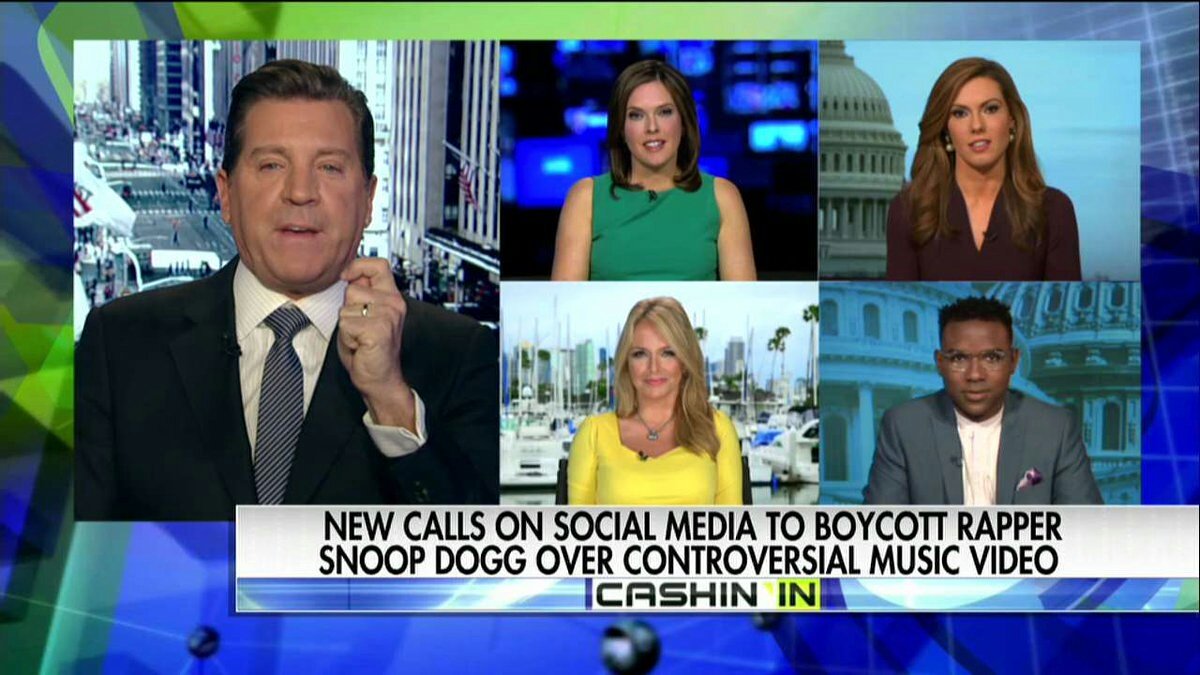 NEW CALLS ON SOCIAL MEDIA TO BOYCOTT RAPPER
SNOOP DOGG OVER CONTROVERSIAL MUSIC VIDEO
CASHIN' IN